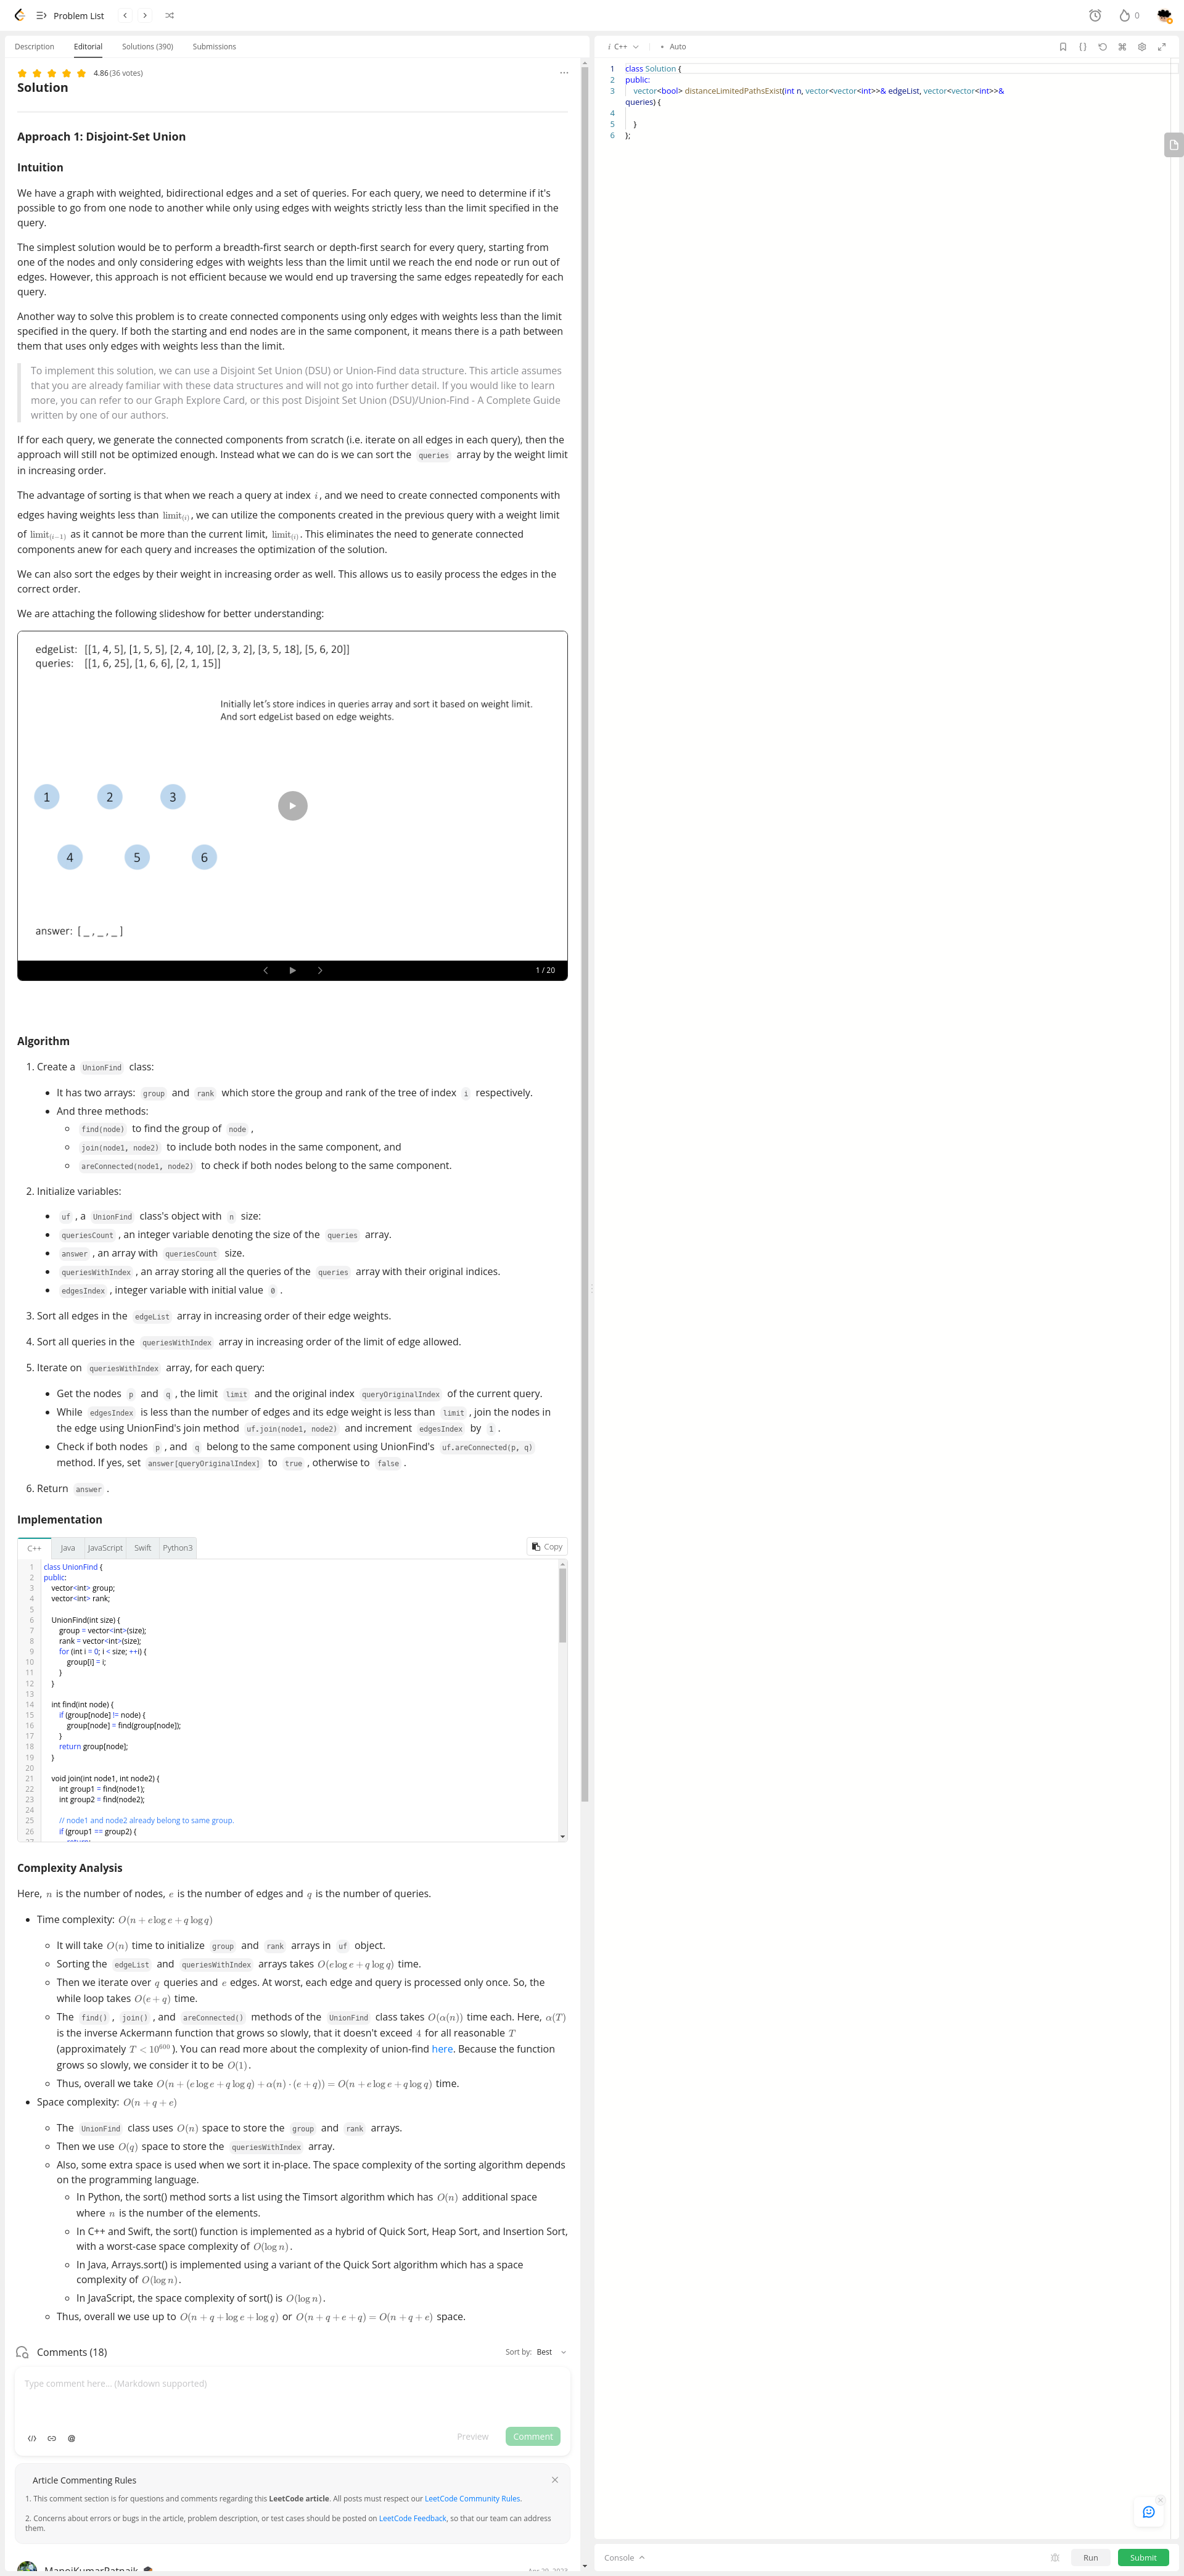 Problem List
0
Description Editorial Solutions (390) Submissions
4.86 (36 votes)
Solution
Approach 1: Disjoint-Set Union
Intuition
We have a graph with weighted, bidirectional edges and a set of queries. For each query, we need to determine if it's
possible to go from one node to another while only using edges with weights strictly less than the limit specified in the
query.
The simplest solution would be to perform a breadth-first search or depth-first search for every query, starting from
one of the nodes and only considering edges with weights less than the limit until we reach the end node or run out of
edges. However, this approach is not efficient because we would end up traversing the same edges repeatedly for each
query.
Another way to solve this problem is to create connected components using only edges with weights less than the limit
specified in the query. If both the starting and end nodes are in the same component, it means there is a path between
them that uses only edges with weights less than the limit.
To implement this solution, we can use a Disjoint Set Union (DSU) or Union-Find data structure. This article assumes
that you are already familiar with these data structures and will not go into further detail. If you would like to learn
more, you can refer to our Graph Explore Card, or this post Disjoint Set Union (DSU)/Union-Find - A Complete Guide
written by one of our authors.
If for each query, we generate the connected components from scratch (i.e. iterate on all edges in each query), then the
approach will still not be optimized enough. Instead what we can do is we can sort the queries array by the weight limit
in increasing order.
The advantage of sorting is that when we reach a query at index i, and we need to create connected components with
edges having weights less than limit(i), we can utilize the components created in the previous query with a weight limit
of limit(i−1) as it cannot be more than the current limit, limit(i). This eliminates the need to generate connected
components anew for each query and increases the optimization of the solution.
We can also sort the edges by their weight in increasing order as well. This allows us to easily process the edges in the
correct order.
We are attaching the following slideshow for better understanding:
edgeList: [[1, 4, 5], [1, 5, 5], [2, 4, 10], [2, 3, 2], [3, 5, 18], [5, 6, 20]]
queries: [[1, 6, 25], [1, 6, 6], [2, 1, 15]]
Initially let's store indices in queries array and sort it based on weight limit.
And sort edgeList based on edge weights.
1 2 3
4 5 6
answer: [ _ , _ , _ ]
1 / 20
Algorithm
1. Create a UnionFind class:
• It has two arrays: group and rank which store the group and rank of the tree of index i respectively.
• And three methods:
find(node) to find the group of node ,
join(node1, node2) to include both nodes in the same component, and
areConnected(node1, node2) to check if both nodes belong to the same component.
2. Initialize variables:
• uf , a UnionFind class's object with n size:
• queriesCount , an integer variable denoting the size of the queries array.
• answer , an array with queriesCount size.
• queriesWithIndex , an array storing all the queries of the queries array with their original indices.
• edgesIndex , integer variable with initial value 0 .
3. Sort all edges in the edgeList array in increasing order of their edge weights.
4. Sort all queries in the queriesWithIndex array in increasing order of the limit of edge allowed.
5. Iterate on queriesWithIndex array, for each query:
• Get the nodes p and q , the limit limit and the original index queryOriginalIndex of the current query.
• While edgesIndex is less than the number of edges and its edge weight is less than limit , join the nodes in
the edge using UnionFind's join method uf.join(node1, node2) and increment edgesIndex by 1 .
• Check if both nodes p , and q belong to the same component using UnionFind's uf.areConnected(p, q)
method. If yes, set answer[queryOriginalIndex] to true , otherwise to false .
6. Return answer .
Implementation
C++ Java JavaScript Swift Python3 Copy
1 class UnionFind {
2 public:
3 vector<int> group;
4 vector<int> rank;
5
6 UnionFind(int size) {
7 group = vector<int>(size);
8 rank = vector<int>(size);
9 for (int i = 0; i < size; ++i) {
10 group[i] = i;
11 }
12 }
13
14 int find(int node) {
15 if (group[node] != node) {
16 group[node] = find(group[node]);
17 }
18 return group[node];
19 }
20
21 void join(int node1, int node2) {
22 int group1 = find(node1);
23 int group2 = find(node2);
24
25 // node1 and node2 already belong to same group.
26 if (group1 == group2) {
Complexity Analysis
Here, n is the number of nodes, e is the number of edges and q is the number of queries.
• Time complexity: O(n + e log e + q log q)
It will take O(n) time to initialize group and rank arrays in uf object.
Sorting the edgeList and queriesWithIndex arrays takes O(e log e + q log q) time.
Then we iterate over q queries and e edges. At worst, each edge and query is processed only once. So, the
while loop takes O(e + q) time.
The find() , join() , and areConnected() methods of the UnionFind class takes O(α(n)) time each. Here, α(T)
is the inverse Ackermann function that grows so slowly, that it doesn't exceed 4 for all reasonable T
(approximately T < 10^600). You can read more about the complexity of union-find here. Because the function
grows so slowly, we consider it to be O(1).
Thus, overall we take O(n + (e log e + q log q) + α(n) · (e + q)) = O(n + e log e + q log q) time.
• Space complexity: O(n + q + e)
The UnionFind class uses O(n) space to store the group and rank arrays.
Then we use O(q) space to store the queriesWithIndex array.
Also, some extra space is used when we sort it in-place. The space complexity of the sorting algorithm depends
on the programming language.
In Python, the sort() method sorts a list using the Timsort algorithm which has O(n) additional space
where n is the number of the elements.
In C++ and Swift, the sort() function is implemented as a hybrid of Quick Sort, Heap Sort, and Insertion Sort,
with a worst-case space complexity of O(log n).
In Java, Arrays.sort() is implemented using a variant of the Quick Sort algorithm which has a space
complexity of O(log n).
In JavaScript, the space complexity of sort() is O(log n).
Thus, overall we use up to O(n + q + log e + log q) or O(n + q + e + q) = O(n + q + e) space.
Comments (18) Sort by: Best
Type comment here... (Markdown supported)
Preview Comment
Article Commenting Rules
1. This comment section is for questions and comments regarding this LeetCode article. All posts must respect our LeetCode Community Rules.
2. Concerns about errors or bugs in the article, problem description, or test cases should be posted on LeetCode Feedback, so that our team can address
them.
i C++ • Auto
1 class Solution {
2 public:
3 vector<bool> distanceLimitedPathsExist(int n, vector<vector<int>>& edgeList, vector<vector<int>>&
queries) {
4
5 }
6 };
Console Run Submit